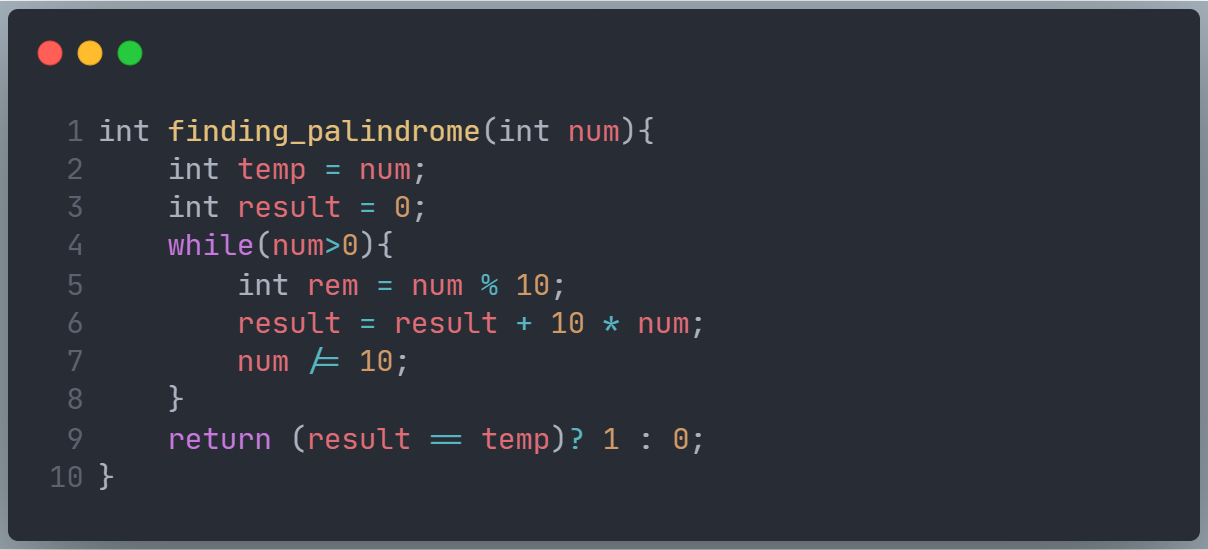 1 int finding_palindrome(int num){
2     int temp = num;
3     int result = 0;
4     while(num>0){
5         int rem = num % 10;
6         result = result + 10 * num;
7         num /= 10;
8     }
9     return (result == temp)? 1 : 0;
10 }